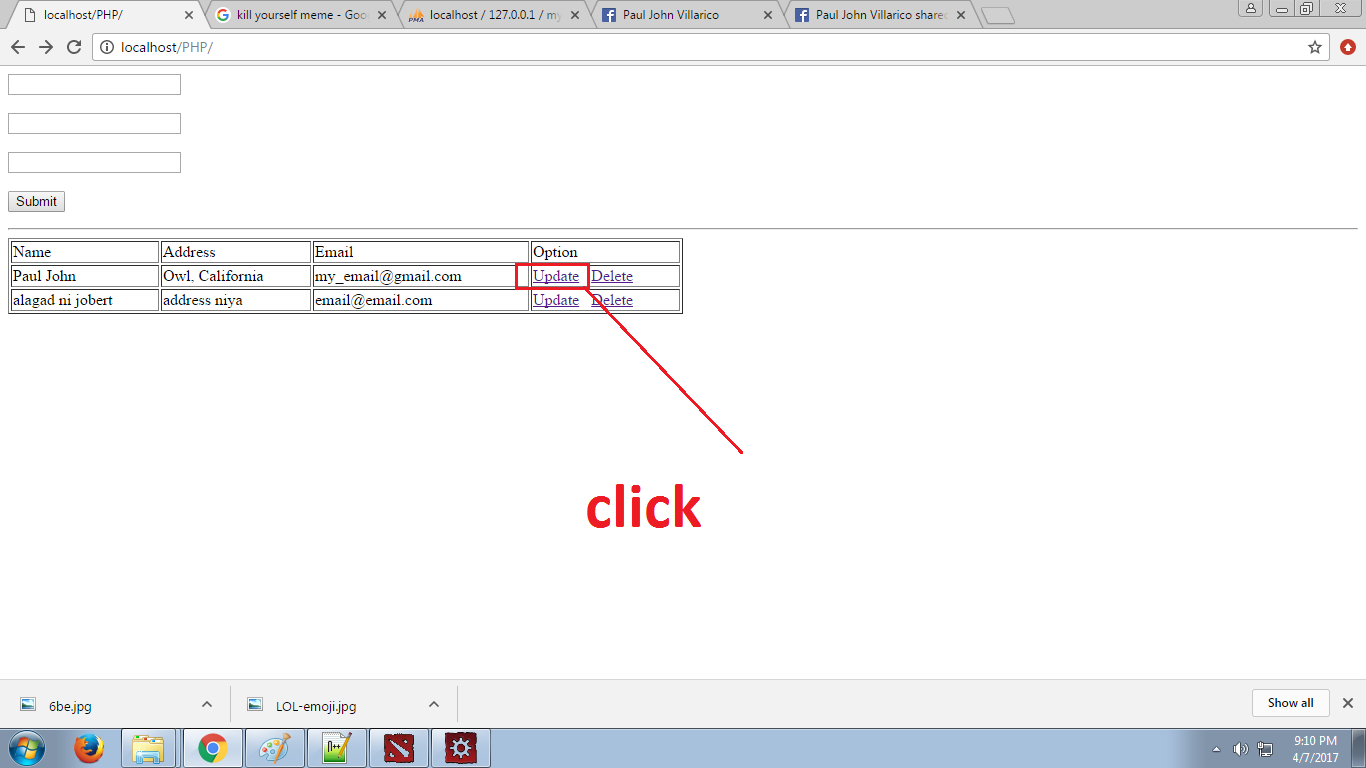 localhost/PHP/
kill yourself meme - Goo
localhost / 127.0.0.1 / my
Paul John Villarico
Paul John Villarico shared
localhost/PHP/
Submit
Name Address Email Option
Paul John Owl, California my_email@gmail.com Update Delete
alagad ni jobert address niya email@email.com Update Delete
click
6be.jpg
LOL-emoji.jpg
Show all
9:10 PM
4/7/2017